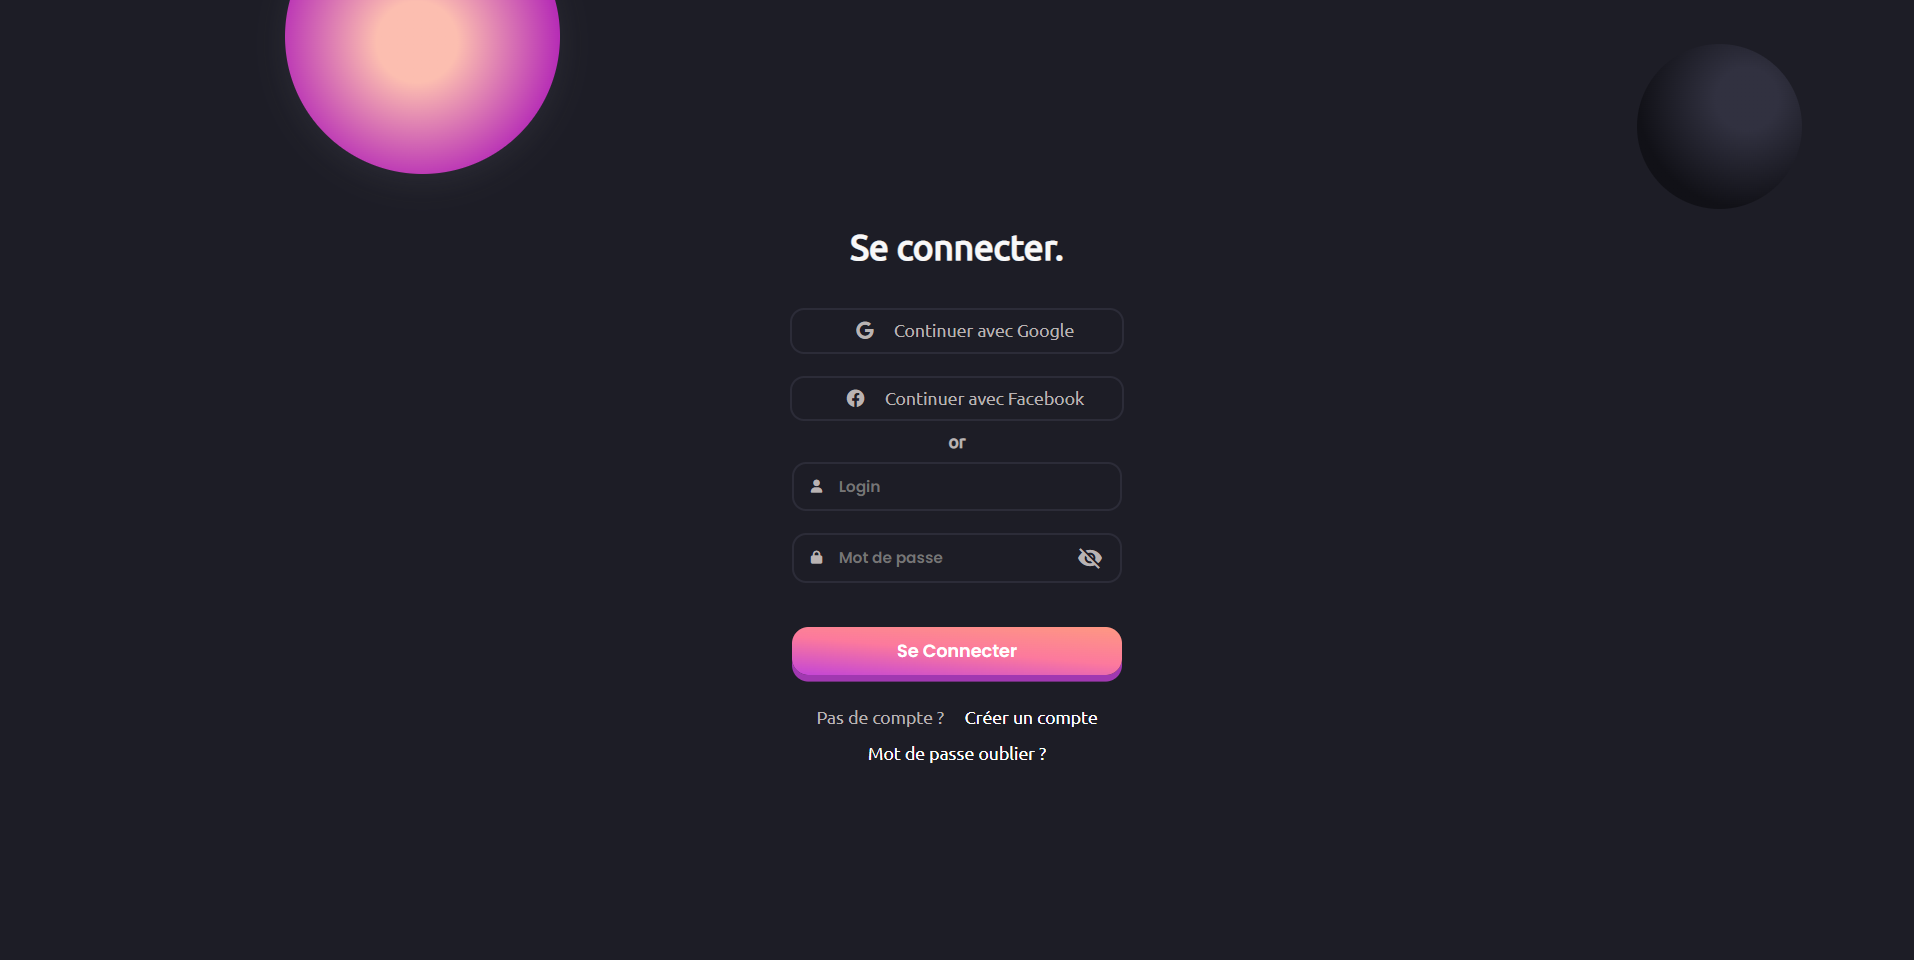 Se connecter.
Continuer avec Google
Continuer avec Facebook
or
Login
Mot de passe
Se Connecter
Pas de compte ? Créer un compte
Mot de passe oublier ?